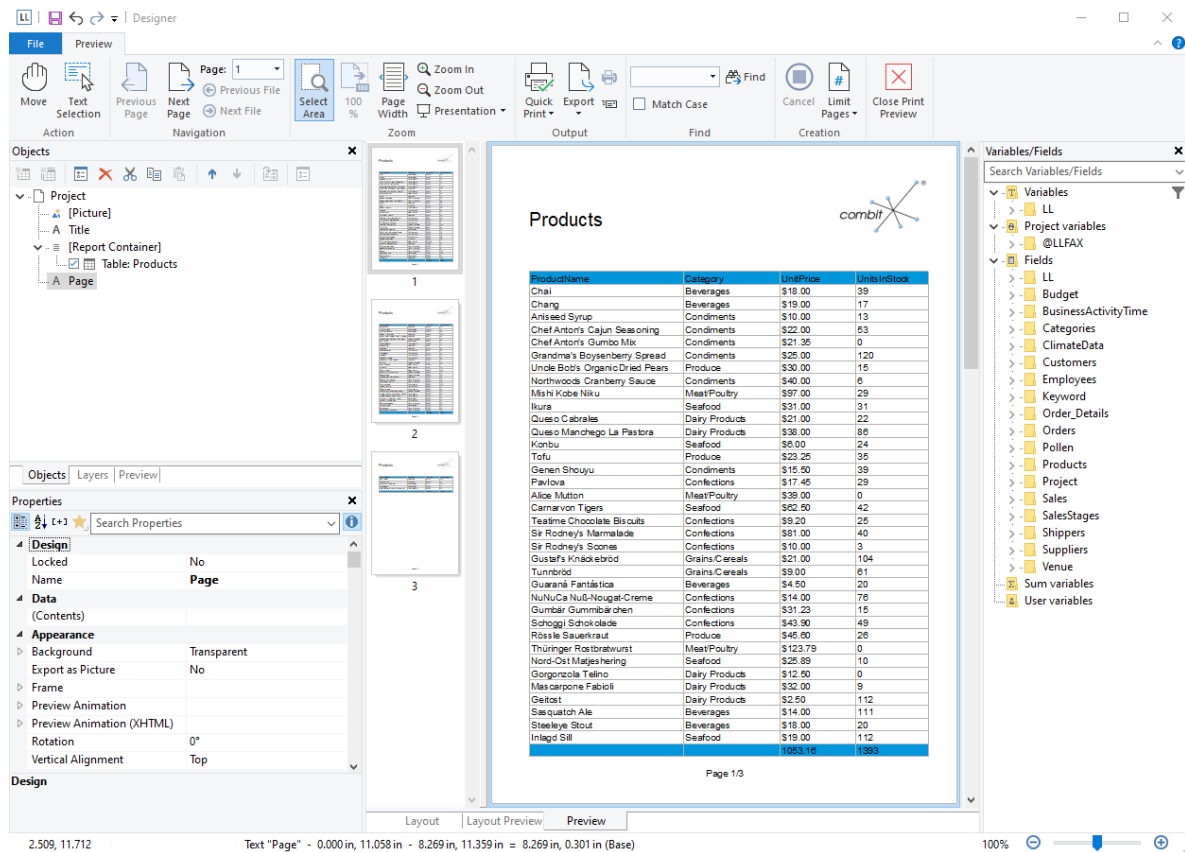 LL Designer
File Preview
Move
Text Selection
Action
Previous Page
Next Page
Page: 1
Previous File
Next File
Navigation
Select Area
100 %
Page Width
Zoom In
Zoom Out
Presentation
Zoom
Quick Print
Export
Output
Find
Match Case
Find
Cancel
Limit Pages
Creation
Close Print Preview
Objects
Project
[Picture]
A Title
[Report Container]
Table: Products
A Page
Objects Layers Preview
Properties
Search Properties
Design
Locked No
Name Page
Data
(Contents)
Appearance
Background Transparent
Export as Picture No
Frame
Preview Animation
Preview Animation (XHTML)
Rotation 0°
Vertical Alignment Top
Design
1
2
3
Products
combit
ProductName Category UnitPrice UnitsInStock
Chai Beverages $18.00 39
Chang Beverages $19.00 17
Aniseed Syrup Condiments $10.00 13
Chef Anton's Cajun Seasoning Condiments $22.00 53
Chef Anton's Gumbo Mix Condiments $21.35 0
Grandma's Boysenberry Spread Condiments $25.00 120
Uncle Bob's Organic Dried Pears Produce $30.00 15
Northwoods Cranberry Sauce Condiments $40.00 6
Mishi Kobe Niku Meat/Poultry $97.00 29
Ikura Seafood $31.00 31
Queso Cabrales Dairy Products $21.00 22
Queso Manchego La Pastora Dairy Products $38.00 86
Konbu Seafood $6.00 24
Tofu Produce $23.25 35
Genen Shouyu Condiments $15.50 39
Pavlova Confections $17.45 29
Alice Mutton Meat/Poultry $39.00 0
Carnarvon Tigers Seafood $62.50 42
Teatime Chocolate Biscuits Confections $9.20 25
Sir Rodney's Marmalade Confections $81.00 40
Sir Rodney's Scones Confections $10.00 3
Gustaf's Knäckebröd Grains/Cereals $21.00 104
Tunnbröd Grains/Cereals $9.00 61
Guaraná Fantástica Beverages $4.50 20
NuNuCa Nuß-Nougat-Creme Confections $14.00 76
Gumbär Gummibärchen Confections $31.23 15
Schoggi Schokolade Confections $43.90 49
Rössle Sauerkraut Produce $45.60 26
Thüringer Rostbratwurst Meat/Poultry $123.79 0
Nord-Ost Matjeshering Seafood $25.89 10
Gorgonzola Telino Dairy Products $12.50 0
Mascarpone Fabioli Dairy Products $32.00 9
Geitost Dairy Products $2.50 112
Sasquatch Ale Beverages $14.00 111
Steeleye Stout Beverages $18.00 20
Inlagd Sill Seafood $19.00 112
1053.16 1393
Page 1/3
Layout Layout Preview Preview
Variables/Fields
Search Variables/Fields
Variables
LL
Project variables
@LLFAX
Fields
LL
Budget
BusinessActivityTime
Categories
ClimateData
Customers
Employees
Keyword
Order_Details
Orders
Pollen
Products
Project
Sales
SalesStages
Shippers
Suppliers
Venue
Sum variables
User variables
2.509, 11.712
Text "Page" - 0.000 in, 11.058 in - 8.269 in, 11.359 in = 8.269 in, 0.301 in (Base)
100%